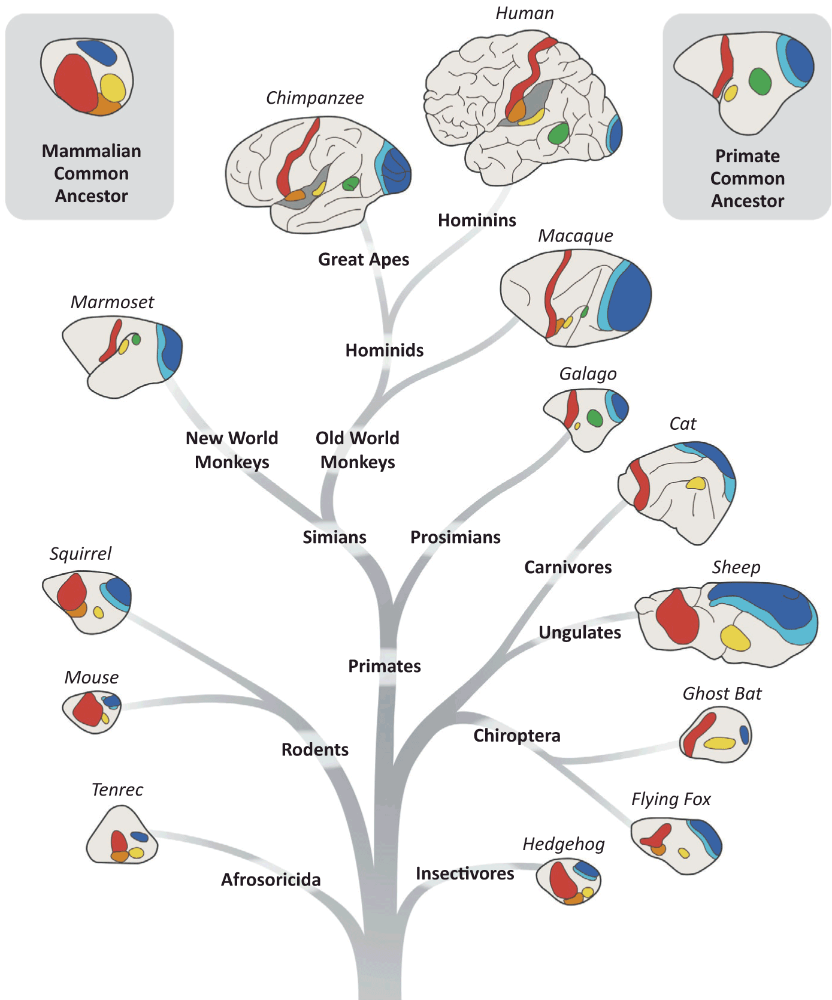 Human
Mammalian
Common
Ancestor
Chimpanzee
Primate
Common
Ancestor
Hominins
Great Apes
Macaque
Marmoset
Hominids
Galago
Cat
New World
Monkeys
Old World
Monkeys
Simians
Prosimians
Squirrel
Carnivores
Sheep
Ungulates
Primates
Mouse
Ghost Bat
Chiroptera
Rodents
Tenrec
Flying Fox
Hedgehog
Insectivores
Afrosoricida